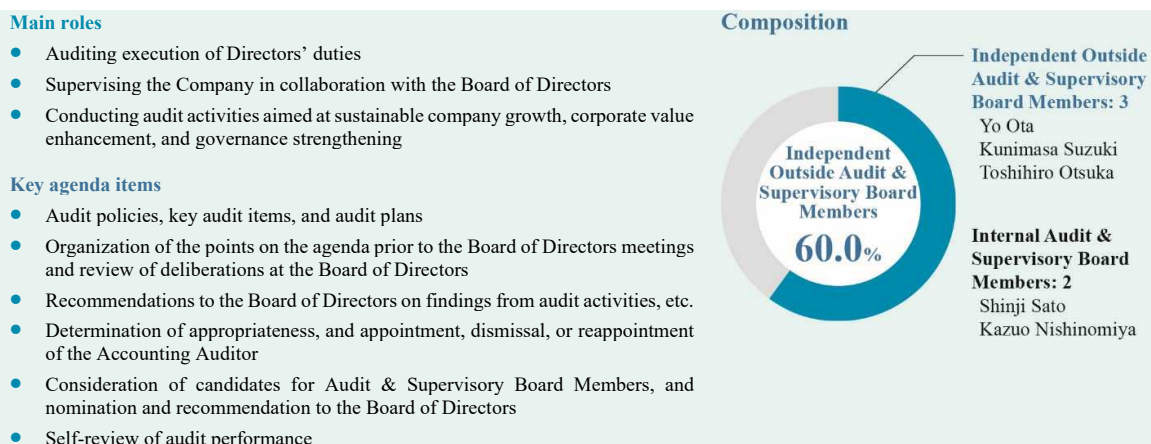 Main roles
● Auditing execution of Directors’ duties
● Supervising the Company in collaboration with the Board of Directors
● Conducting audit activities aimed at sustainable company growth, corporate value
enhancement, and governance strengthening
Key agenda items
● Audit policies, key audit items, and audit plans
● Organization of the points on the agenda prior to the Board of Directors meetings
and review of deliberations at the Board of Directors
● Recommendations to the Board of Directors on findings from audit activities, etc.
● Determination of appropriateness, and appointment, dismissal, or reappointment
of the Accounting Auditor
● Consideration of candidates for Audit & Supervisory Board Members, and
nomination and recommendation to the Board of Directors
● Self-review of audit performance
Composition
Independent
Outside Audit &
Supervisory Board
Members
60.0%
Independent Outside
Audit & Supervisory
Board Members: 3
Yo Ota
Kunimasa Suzuki
Toshihiro Otsuka
Internal Audit &
Supervisory Board
Members: 2
Shinji Sato
Kazuo Nishinomiya